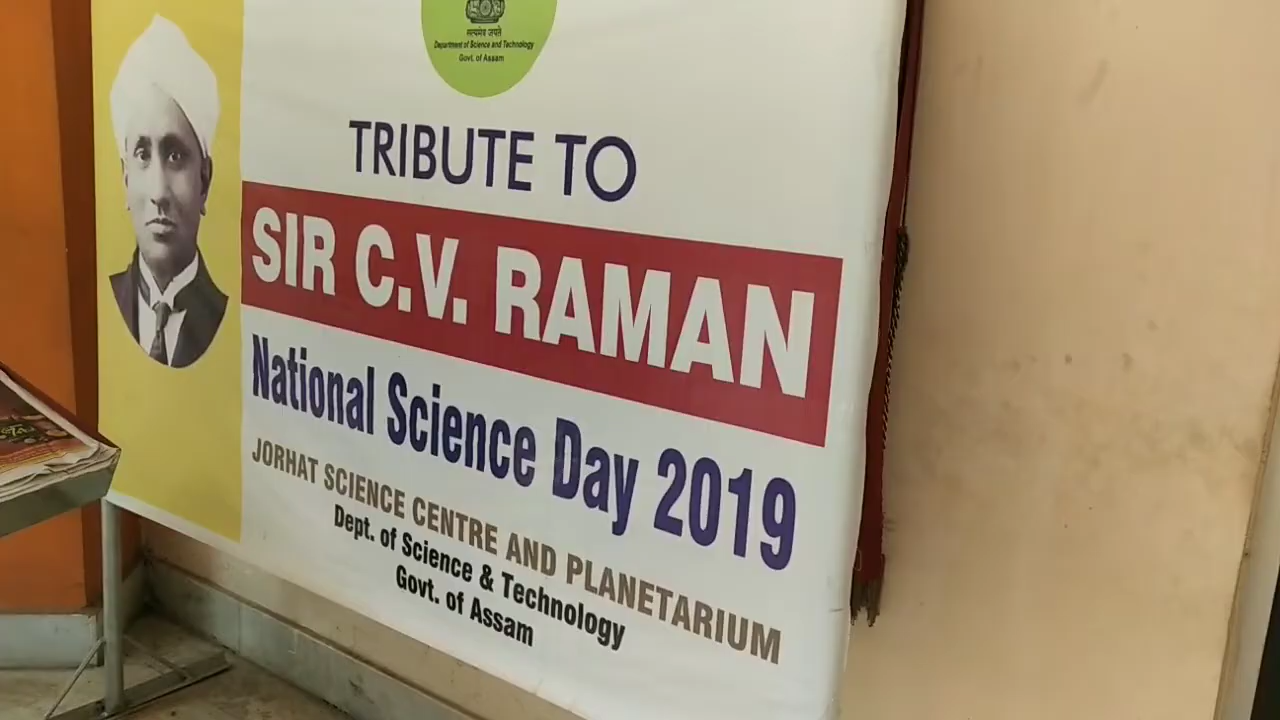 सत्यमेव जयते
Department of Science and Technology
Govt. of Assam
TRIBUTE TO
SIR C.V. RAMAN
National Science Day 2019
JORHAT SCIENCE CENTRE AND PLANETARIUM
Dept. of Science & Technology
Govt. of Assam